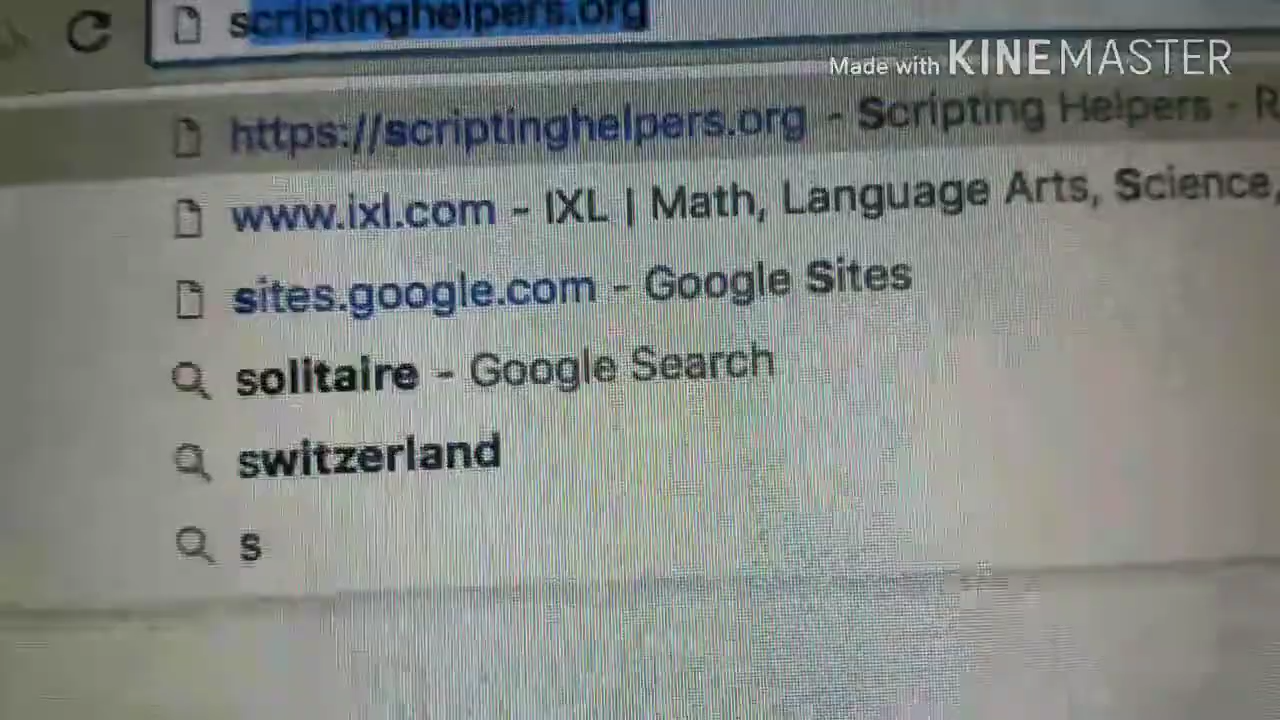 scriptinghelpers.org
Made with KINEMASTER
https://scriptinghelpers.org - Scripting Helpers - R
www.ixl.com - IXL | Math, Language Arts, Science,
sites.google.com - Google Sites
solitaire - Google Search
switzerland
s